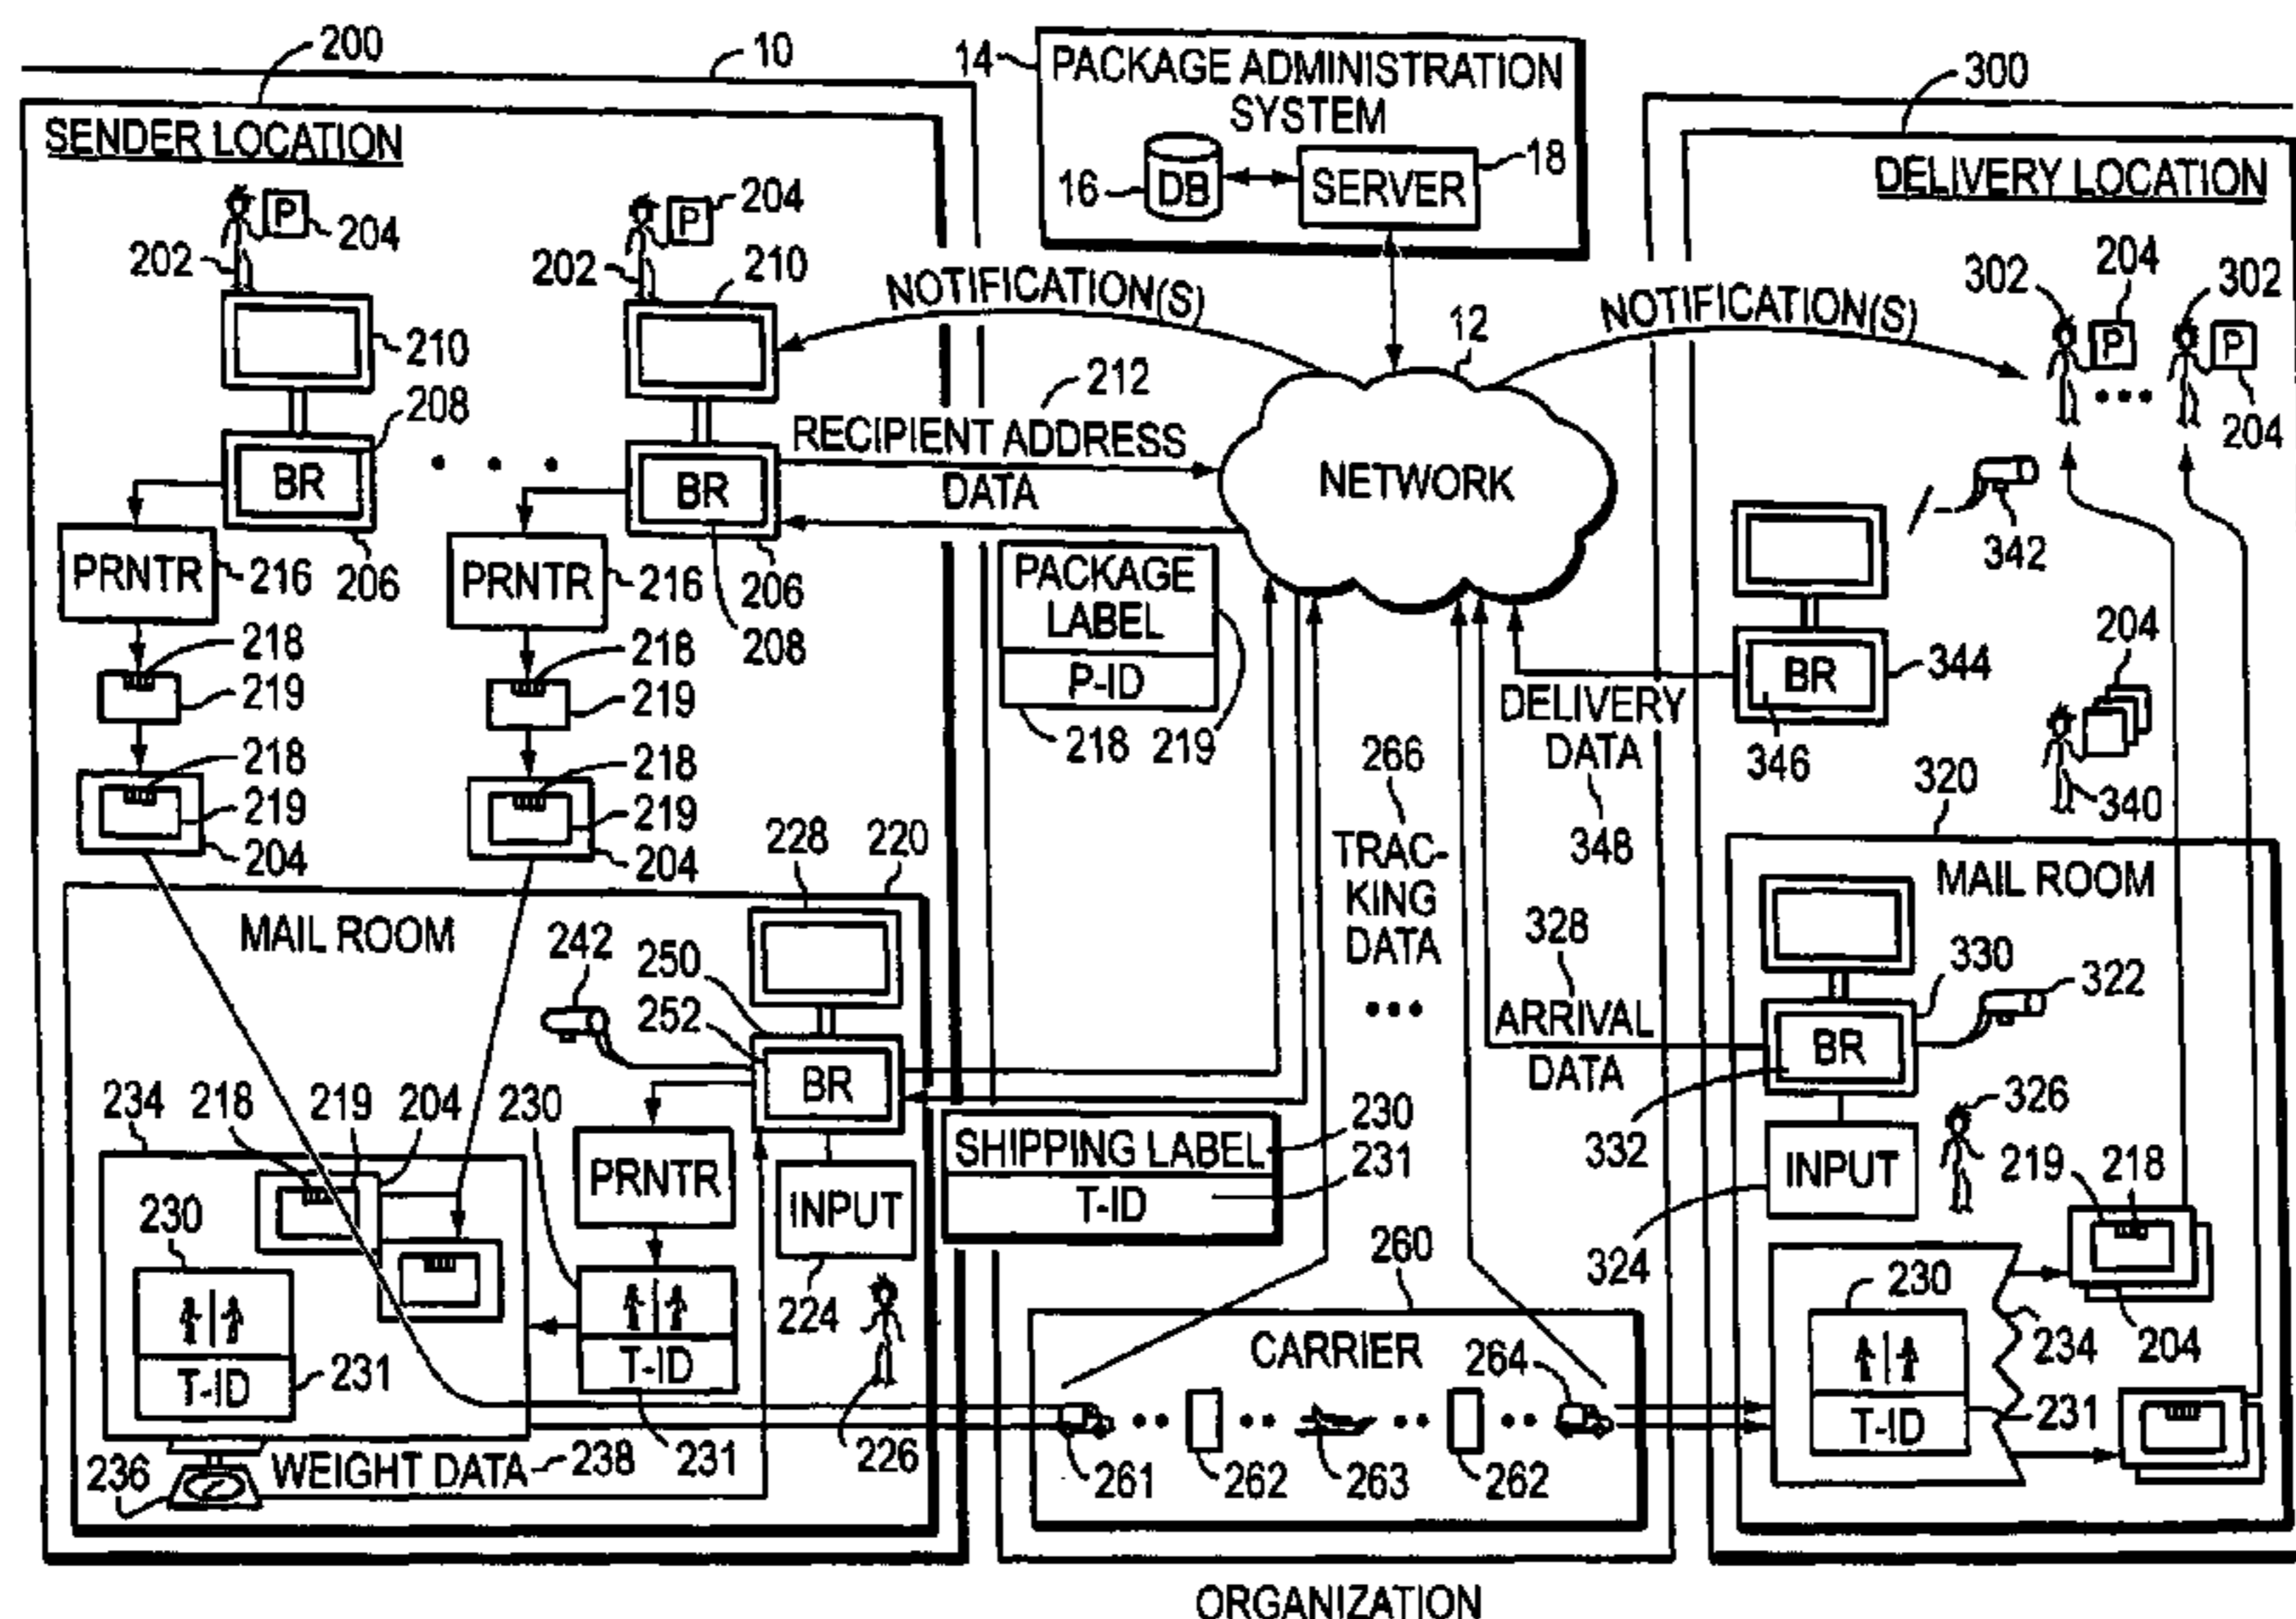 200
10
14
PACKAGE ADMINISTRATION
SYSTEM
16
DB
SERVER
18
300
SENDER LOCATION
DELIVERY LOCATION
P
204
202
P
204
202
210
210
NOTIFICATION(S)
NOTIFICATION(S)
12
302
204
302
P
P
204
208
212
RECIPIENT ADDRESS
DATA
NETWORK
BR
BR
342
PRNTR
216
206
PRNTR
216
206
208
PACKAGE
LABEL
P-ID
218
219
218
219
218
219
204
BR
344
346
DELIVERY
DATA
348
218
219
204
218
219
204
266
TRAC-
KING
DATA
340
320
MAIL ROOM
228
220
MAIL ROOM
242
250
252
BR
328
ARRIVAL
DATA
330
322
BR
332
326
INPUT
324
234
218
219
204
230
PRNTR
INPUT
224
SHIPPING LABEL
230
T-ID
231
219
218
204
230
T-ID
231
T-ID
231
226
260
CARRIER
264
261
262
263
262
230
T-ID
234
231
236
WEIGHT DATA
238
ORGANIZATION